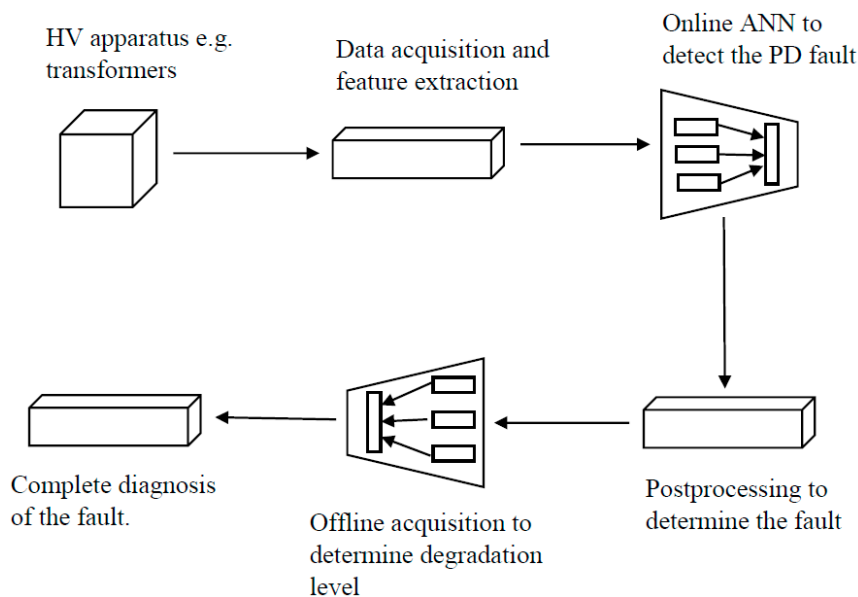 HV apparatus e.g.
transformers
Data acquisition and
feature extraction
Online ANN to
detect the PD fault
Postprocessing to
determine the fault
Offline acquisition to
determine degradation
level
Complete diagnosis
of the fault.